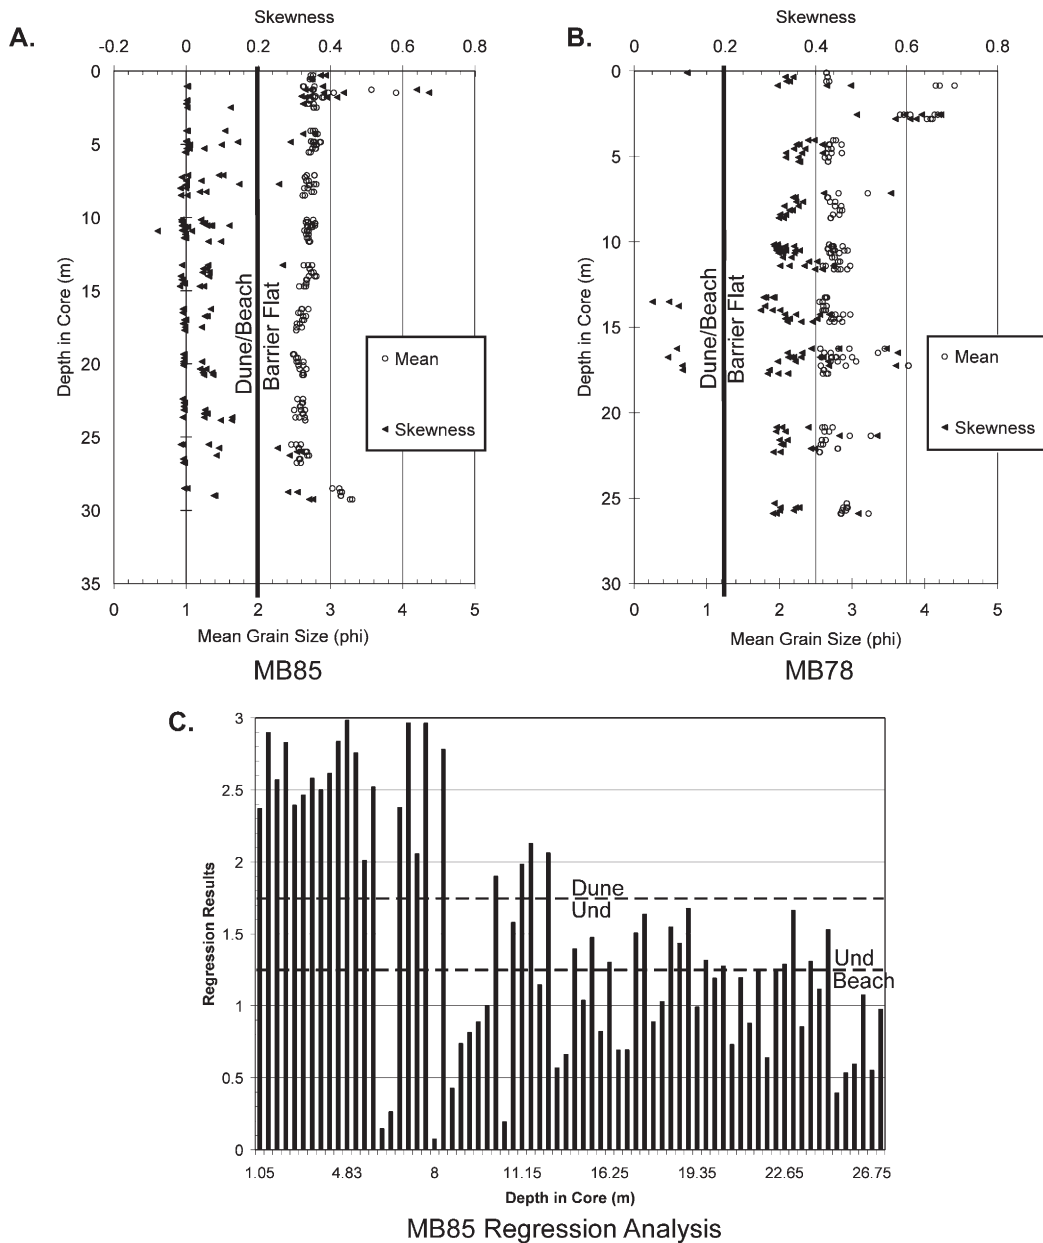 A.
Skewness
-0.2 0 0.2 0.4 0.6 0.8
0
5
10
15
20
25
30
35
Depth in Core (m)
Dune/Beach
Barrier Flat
Mean
Skewness
0 1 2 3 4 5
Mean Grain Size (phi)
MB85
B.
Skewness
0 0.2 0.4 0.6 0.8
0
5
10
15
20
25
30
Depth in Core (m)
Dune/Beach
Barrier Flat
Mean
Skewness
0 1 2 3 4 5
Mean Grain Size (phi)
MB78
C.
3
2.5
2
1.5
1
0.5
0
Regression Results
Dune
Und
Und
Beach
1.05 4.83 8 11.15 16.25 19.35 22.65 26.75
Depth in Core (m)
MB85 Regression Analysis